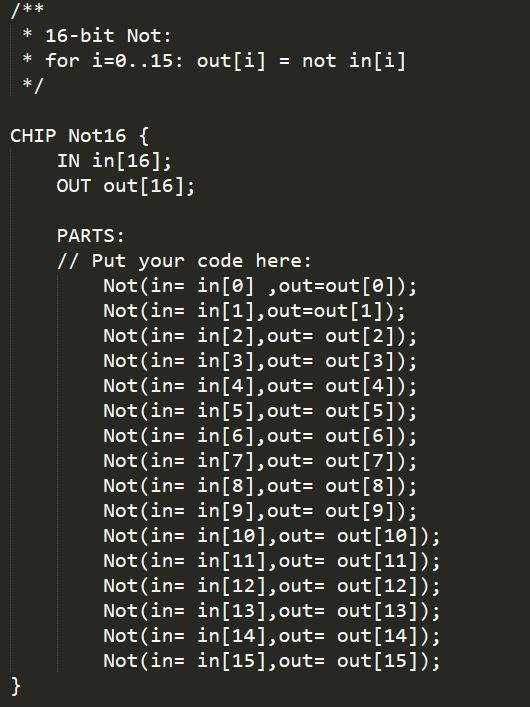 /**
 * 16-bit Not:
 * for i=0..15: out[i] = not in[i]
 */
CHIP Not16 {
    IN in[16];
    OUT out[16];
    PARTS:
    // Put your code here:
        Not(in= in[0] ,out=out[0]);
        Not(in= in[1],out=out[1]);
        Not(in= in[2],out= out[2]);
        Not(in= in[3],out= out[3]);
        Not(in= in[4],out= out[4]);
        Not(in= in[5],out= out[5]);
        Not(in= in[6],out= out[6]);
        Not(in= in[7],out= out[7]);
        Not(in= in[8],out= out[8]);
        Not(in= in[9],out= out[9]);
        Not(in= in[10],out= out[10]);
        Not(in= in[11],out= out[11]);
        Not(in= in[12],out= out[12]);
        Not(in= in[13],out= out[13]);
        Not(in= in[14],out= out[14]);
        Not(in= in[15],out= out[15]);
}